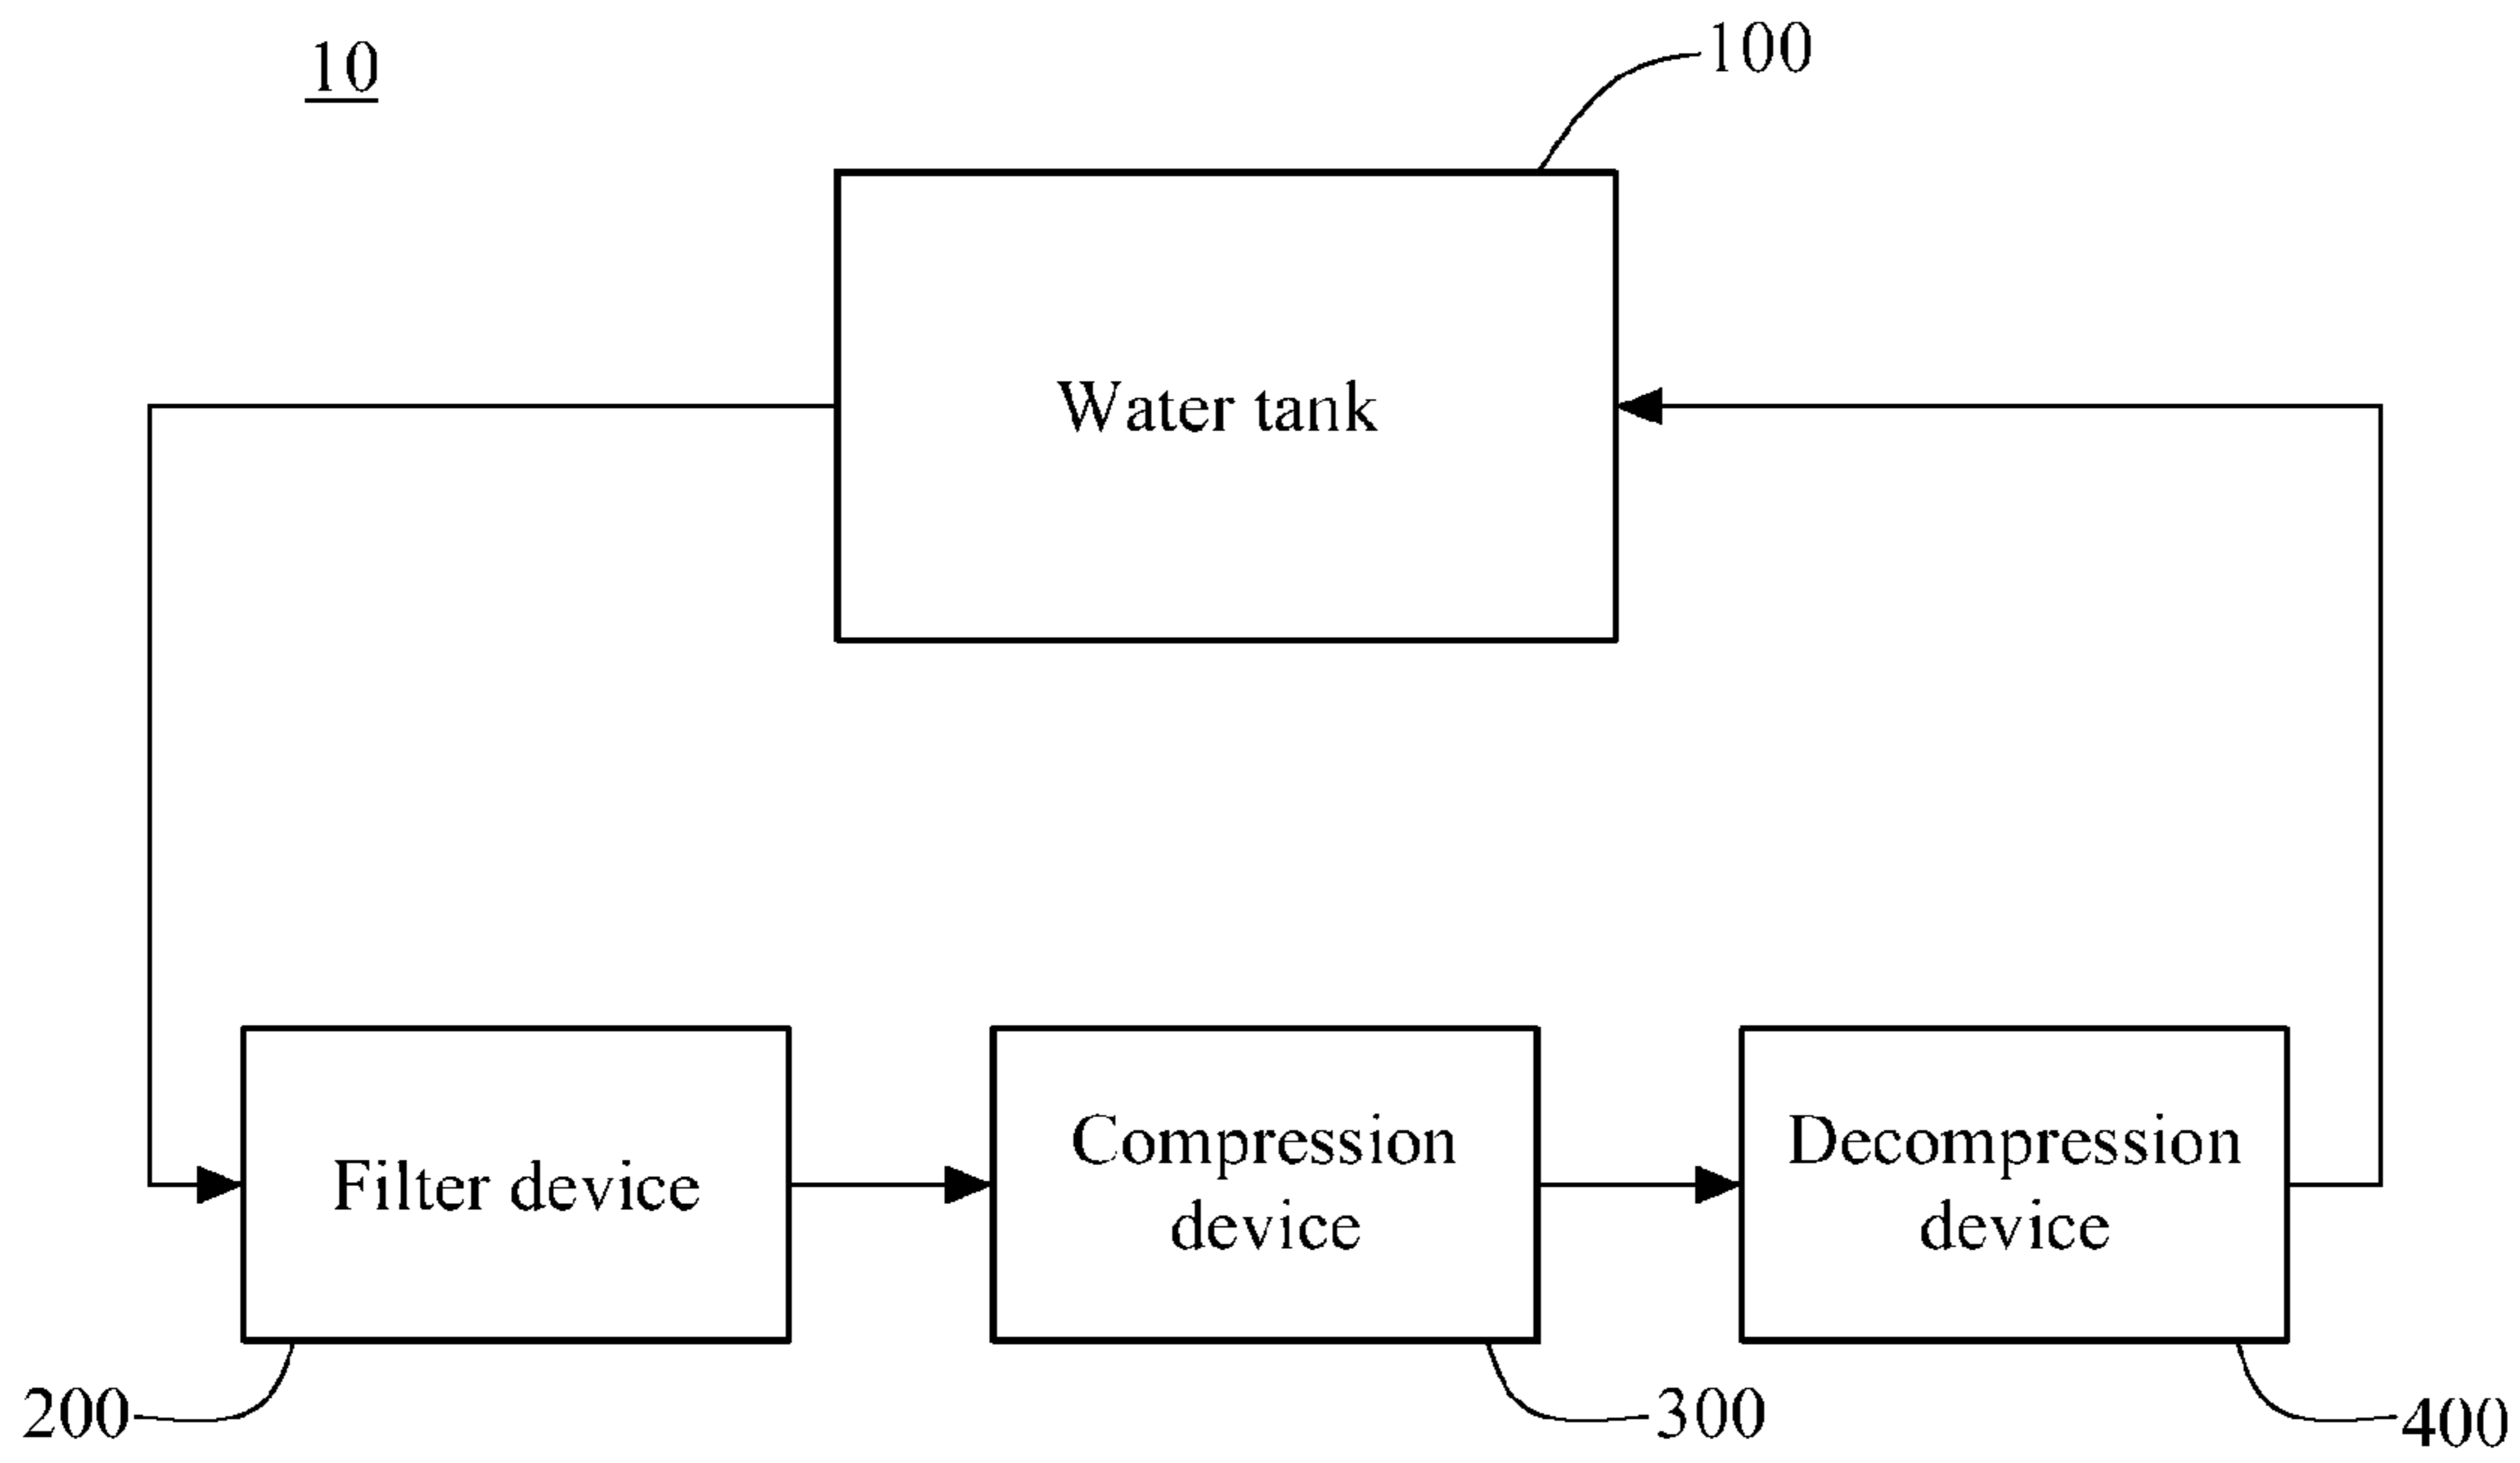 10
100
Water tank
Filter device
Compression
device
Decompression
device
200
300
400